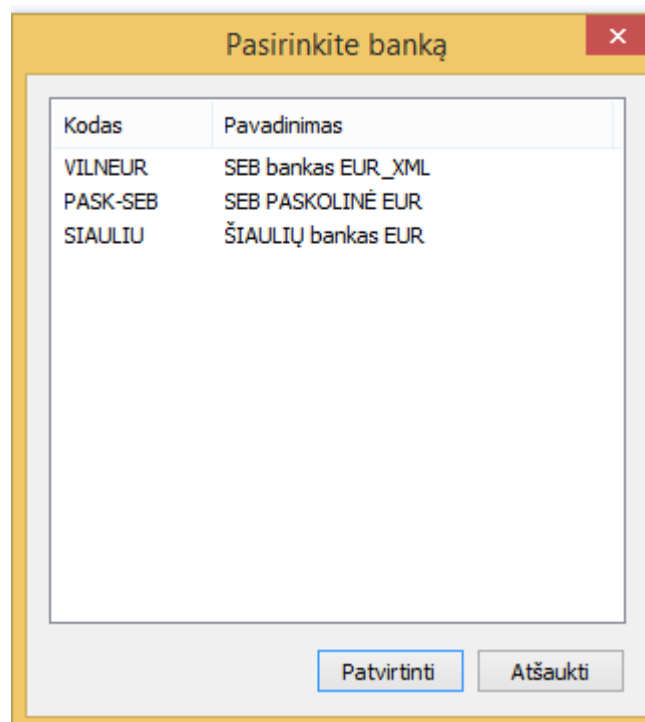 Pasirinkite banką
Kodas Pavadinimas
VILNEUR SEB bankas EUR_XML
PASK-SEB SEB PASKOLINĖ EUR
SIAULIU ŠIAULIŲ bankas EUR
Patvirtinti Atšaukti